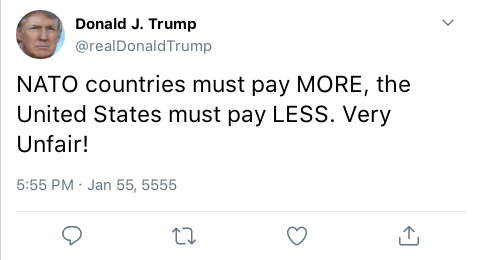 Donald J. Trump
@realDonaldTrump
NATO countries must pay MORE, the
United States must pay LESS. Very
Unfair!
5:55 PM · Jan 55, 5555